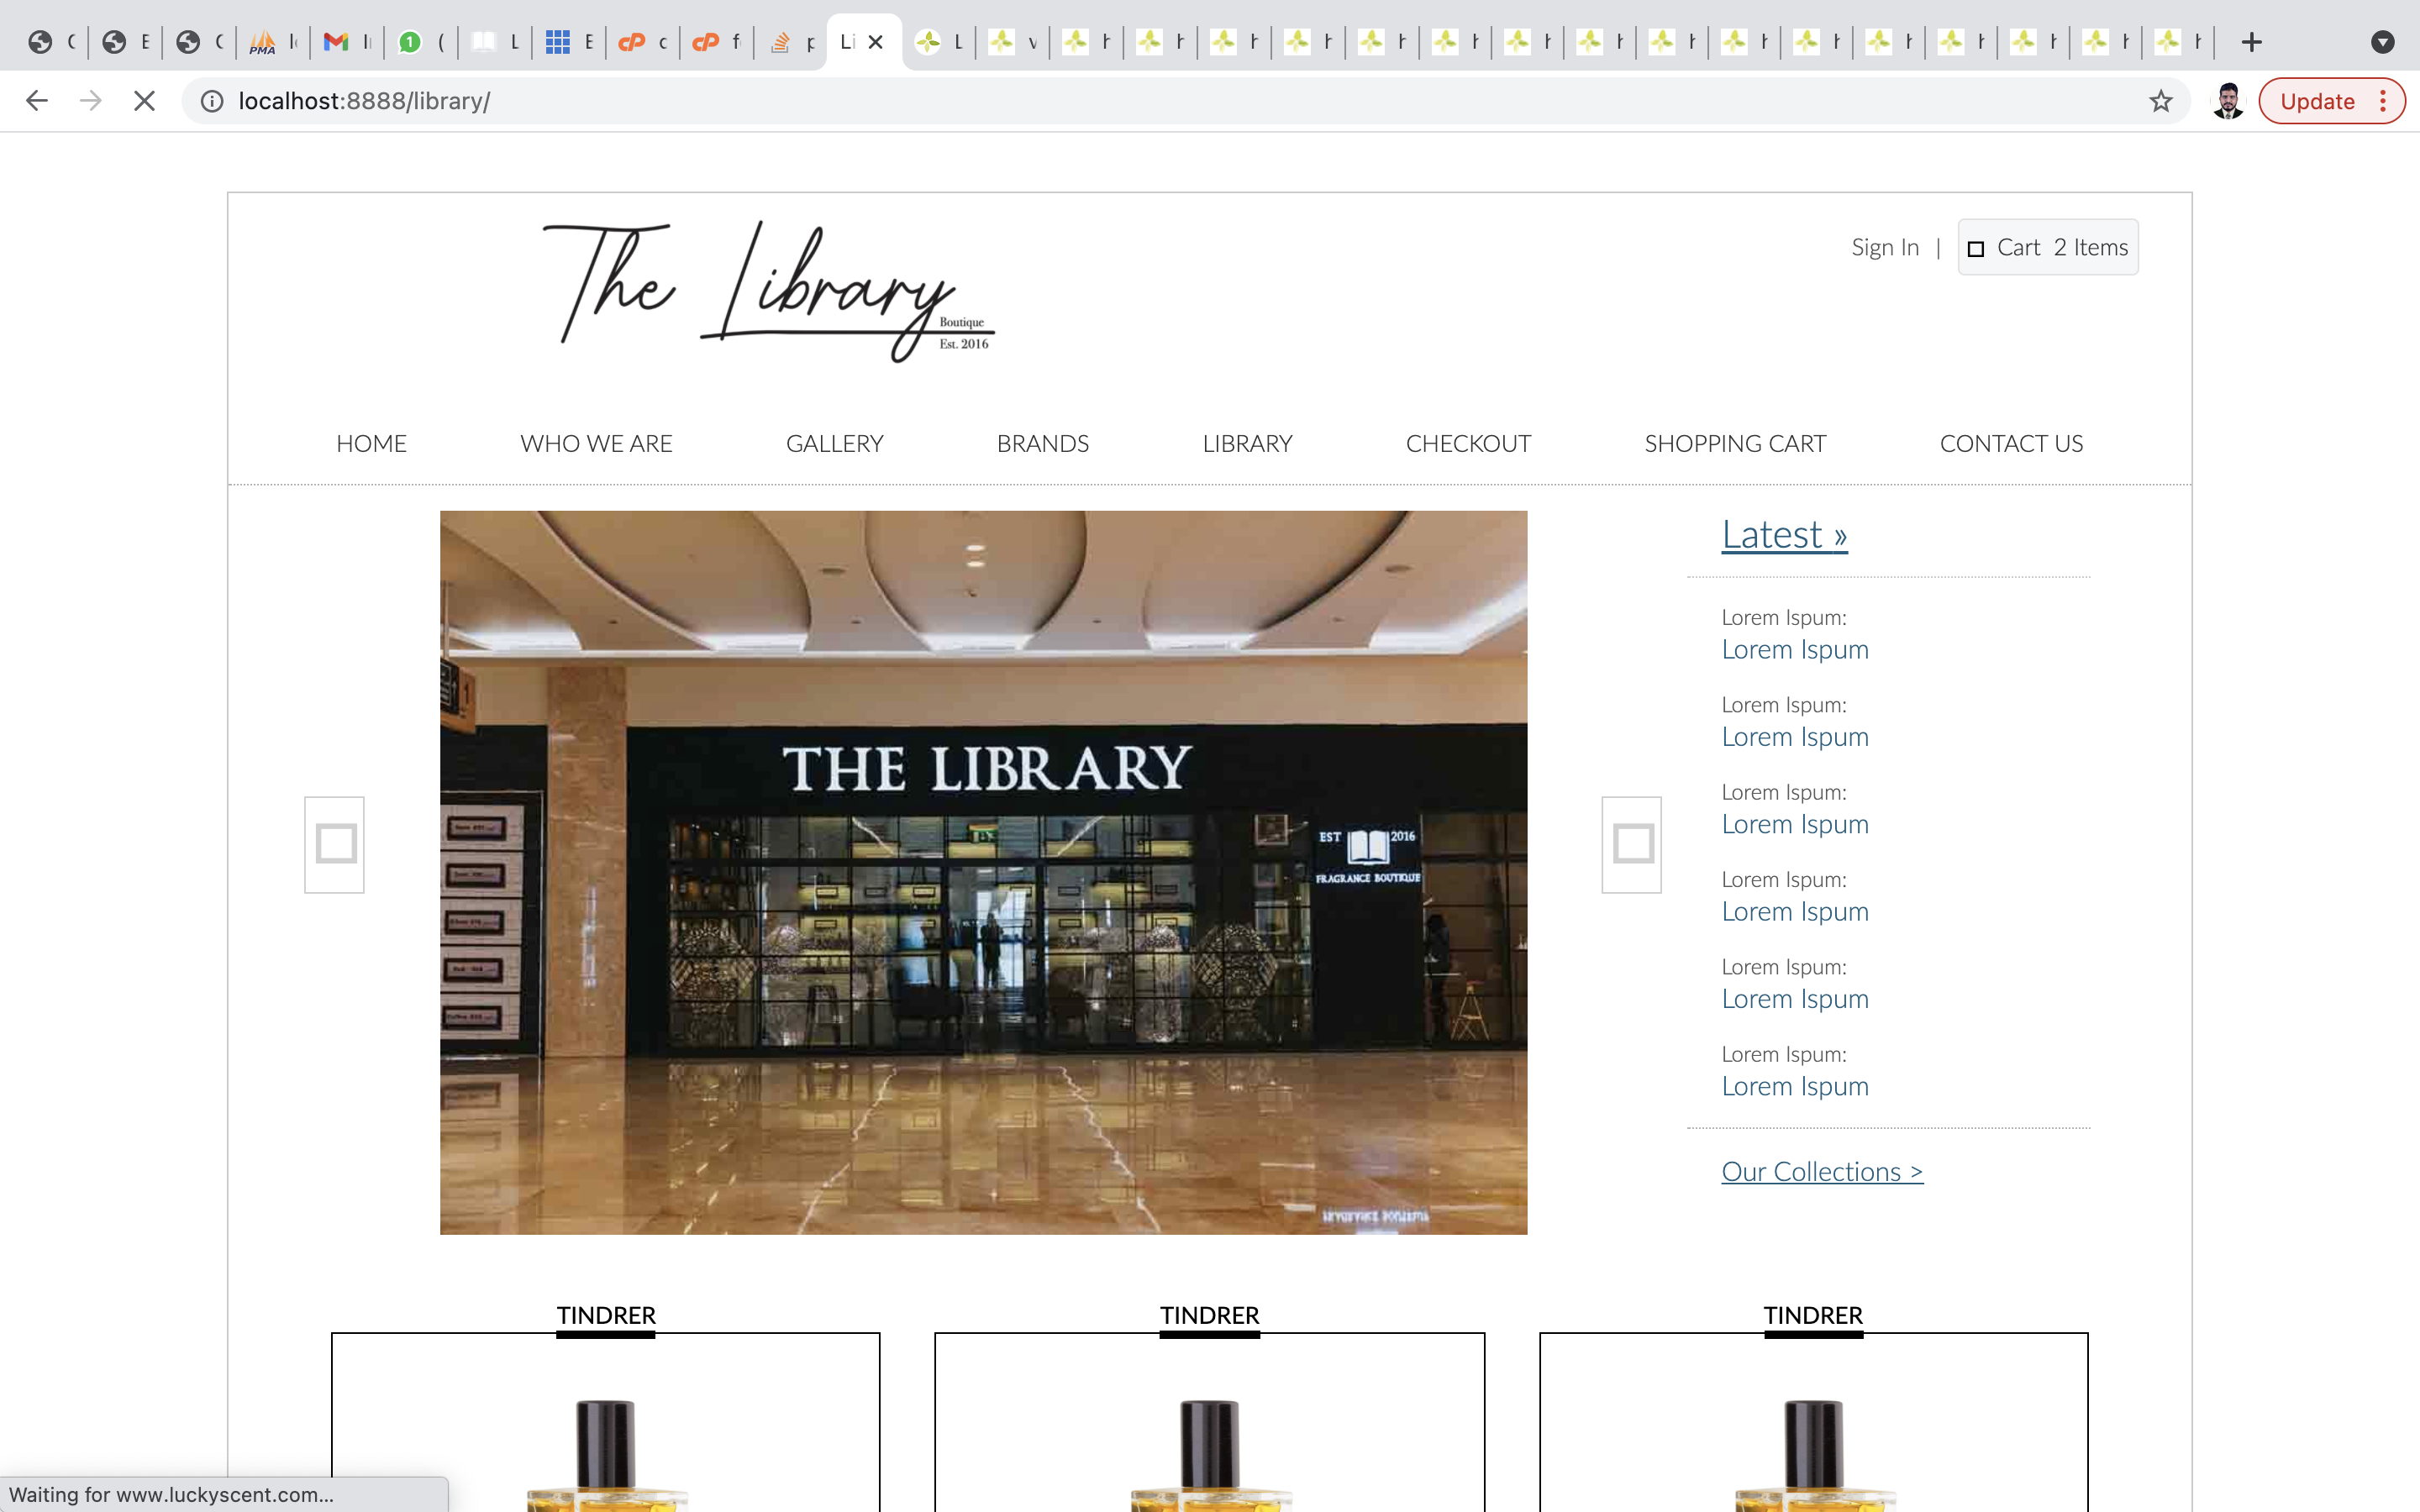 localhost:8888/library/
Update
The Library
Boutique
Est. 2016
Sign In | Cart 2 Items
HOME WHO WE ARE GALLERY BRANDS LIBRARY CHECKOUT SHOPPING CART CONTACT US
THE LIBRARY
EST 2016
FRAGRANCE BOUTIQUE
Latest »
Lorem Ispum:
Lorem Ispum
Lorem Ispum:
Lorem Ispum
Lorem Ispum:
Lorem Ispum
Lorem Ispum:
Lorem Ispum
Lorem Ispum:
Lorem Ispum
Lorem Ispum:
Lorem Ispum
Our Collections >
TINDRER TINDRER TINDRER
Waiting for www.luckyscent.com...